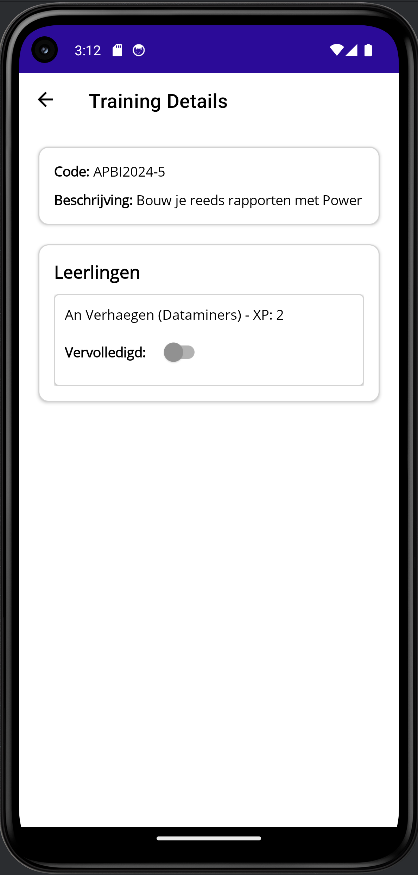 3:12
Training Details
Code: APBI2024-5
Beschrijving: Bouw je reeds rapporten met Power
Leerlingen
An Verhaegen (Dataminers) - XP: 2
Vervolledigd: